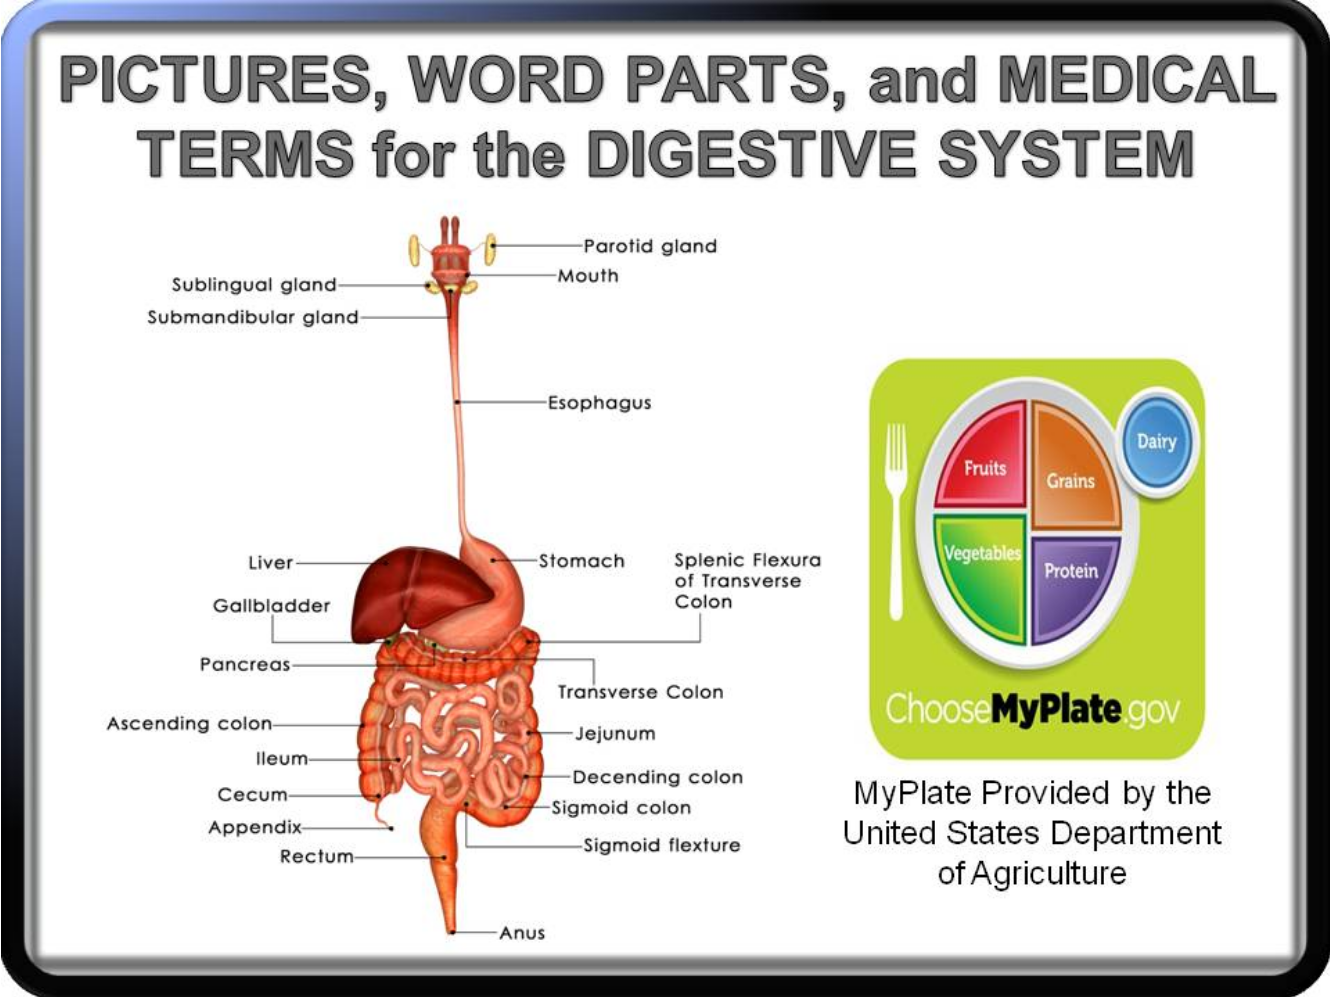 PICTURES, WORD PARTS, and MEDICAL
TERMS for the DIGESTIVE SYSTEM
Parotid gland
Mouth
Sublingual gland
Submandibular gland
Esophagus
Liver
Stomach
Splenic Flexura
of Transverse
Colon
Gallbladder
Pancreas
Transverse Colon
Ascending colon
Jejunum
Ileum
Decending colon
Cecum
Sigmoid colon
Appendix
Sigmoid flexture
Rectum
Anus
Fruits
Grains
Dairy
Vegetables
Protein
ChooseMyPlate.gov
MyPlate Provided by the
United States Department
of Agriculture